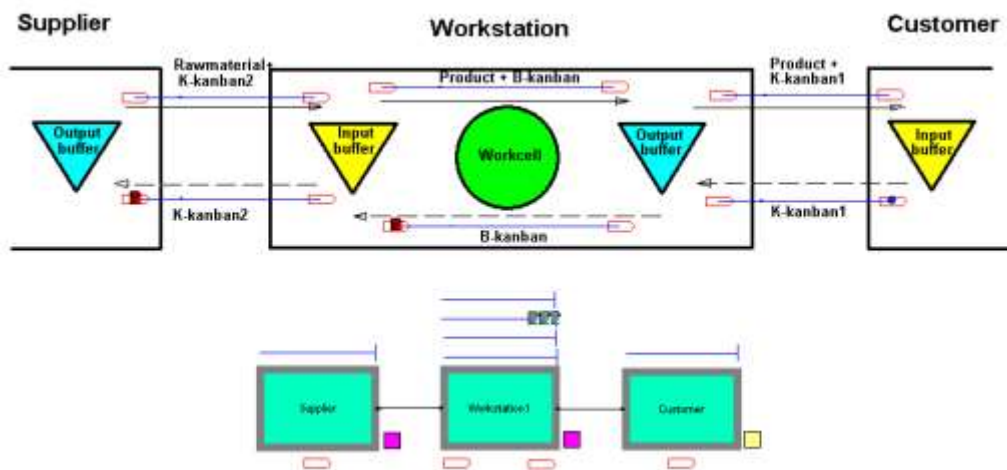 Supplier
Workstation
Customer
Rawmaterial+
K-kanban2
Product + B-kanban
Product +
K-kanban1
Output
buffer
Input
buffer
Workcell
Output
buffer
Input
buffer
K-kanban2
B-kanban
K-kanban1
Supplier
Workstation1
Customer